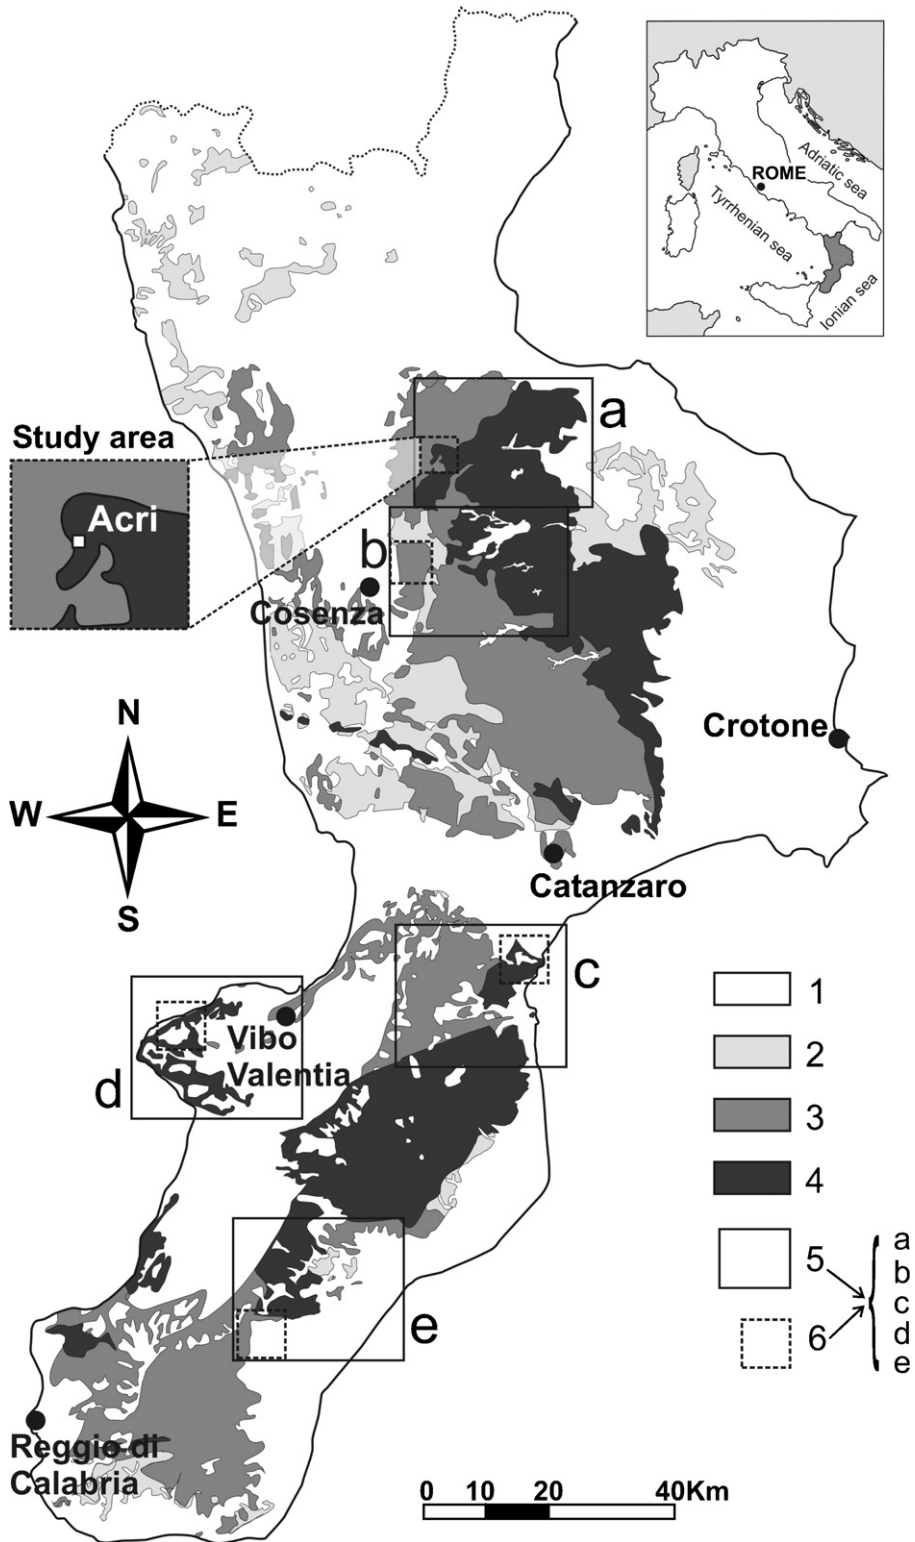 ROME
Adriatic sea
Tyrrhenian sea
Ionian sea
a
Study area
Acri
b
Cosenza
N
W E
S
Crotone
Catanzaro
c
Vibo
Valentia
d
1
2
3
4
5
6
a
b
c
d
e
e
Reggio di
Calabria
0 10 20 40Km